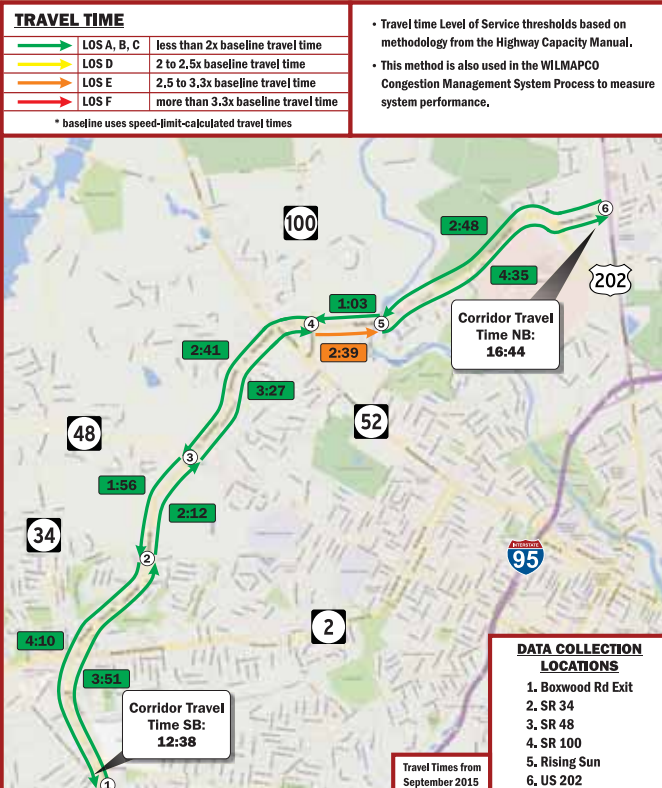 TRAVEL TIME
LOS A, B, C less than 2x baseline travel time
LOS D 2 to 2.5x baseline travel time
LOS E 2.5 to 3.3x baseline travel time
LOS F more than 3.3x baseline travel time
* baseline uses speed-limit-calculated travel times
• Travel time Level of Service thresholds based on
methodology from the Highway Capacity Manual.
• This method is also used in the WILMAPCO
Congestion Management System Process to measure
system performance.
100
2:48
6
4:35
202
1:03
4
5
2:39
Corridor Travel
Time NB:
16:44
2:41
3:27
48
52
3
1:56
2:12
34
2
INTERSTATE
95
2
4:10
3:51
Corridor Travel
Time SB:
12:38
1
Travel Times from
September 2015
DATA COLLECTION
LOCATIONS
1. Boxwood Rd Exit
2. SR 34
3. SR 48
4. SR 100
5. Rising Sun
6. US 202